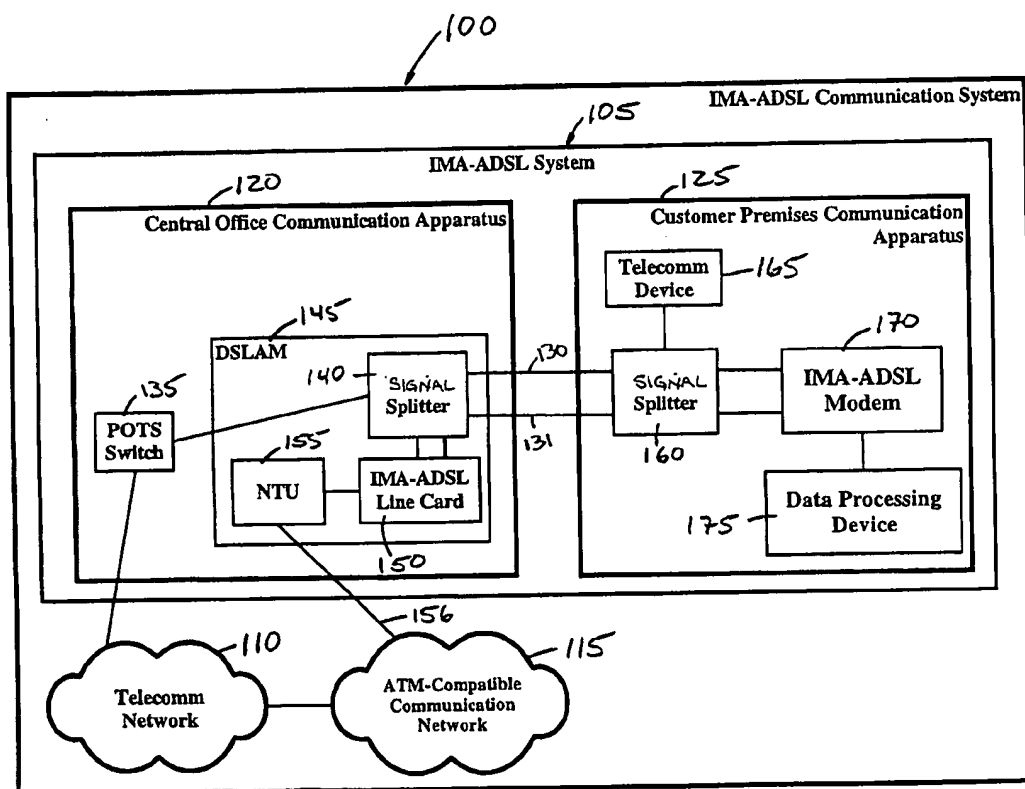 100
IMA-ADSL Communication System
105
IMA-ADSL System
120
Central Office Communication Apparatus
125
Customer Premises Communication
Apparatus
Telecomm
Device
165
145
DSLAM
140
SIGNAL
Splitter
130
131
SIGNAL
Splitter
160
170
IMA-ADSL
Modem
135
POTS
Switch
155
NTU
IMA-ADSL
Line Card
150
175
Data Processing
Device
156
110
Telecomm
Network
115
ATM-Compatible
Communication
Network